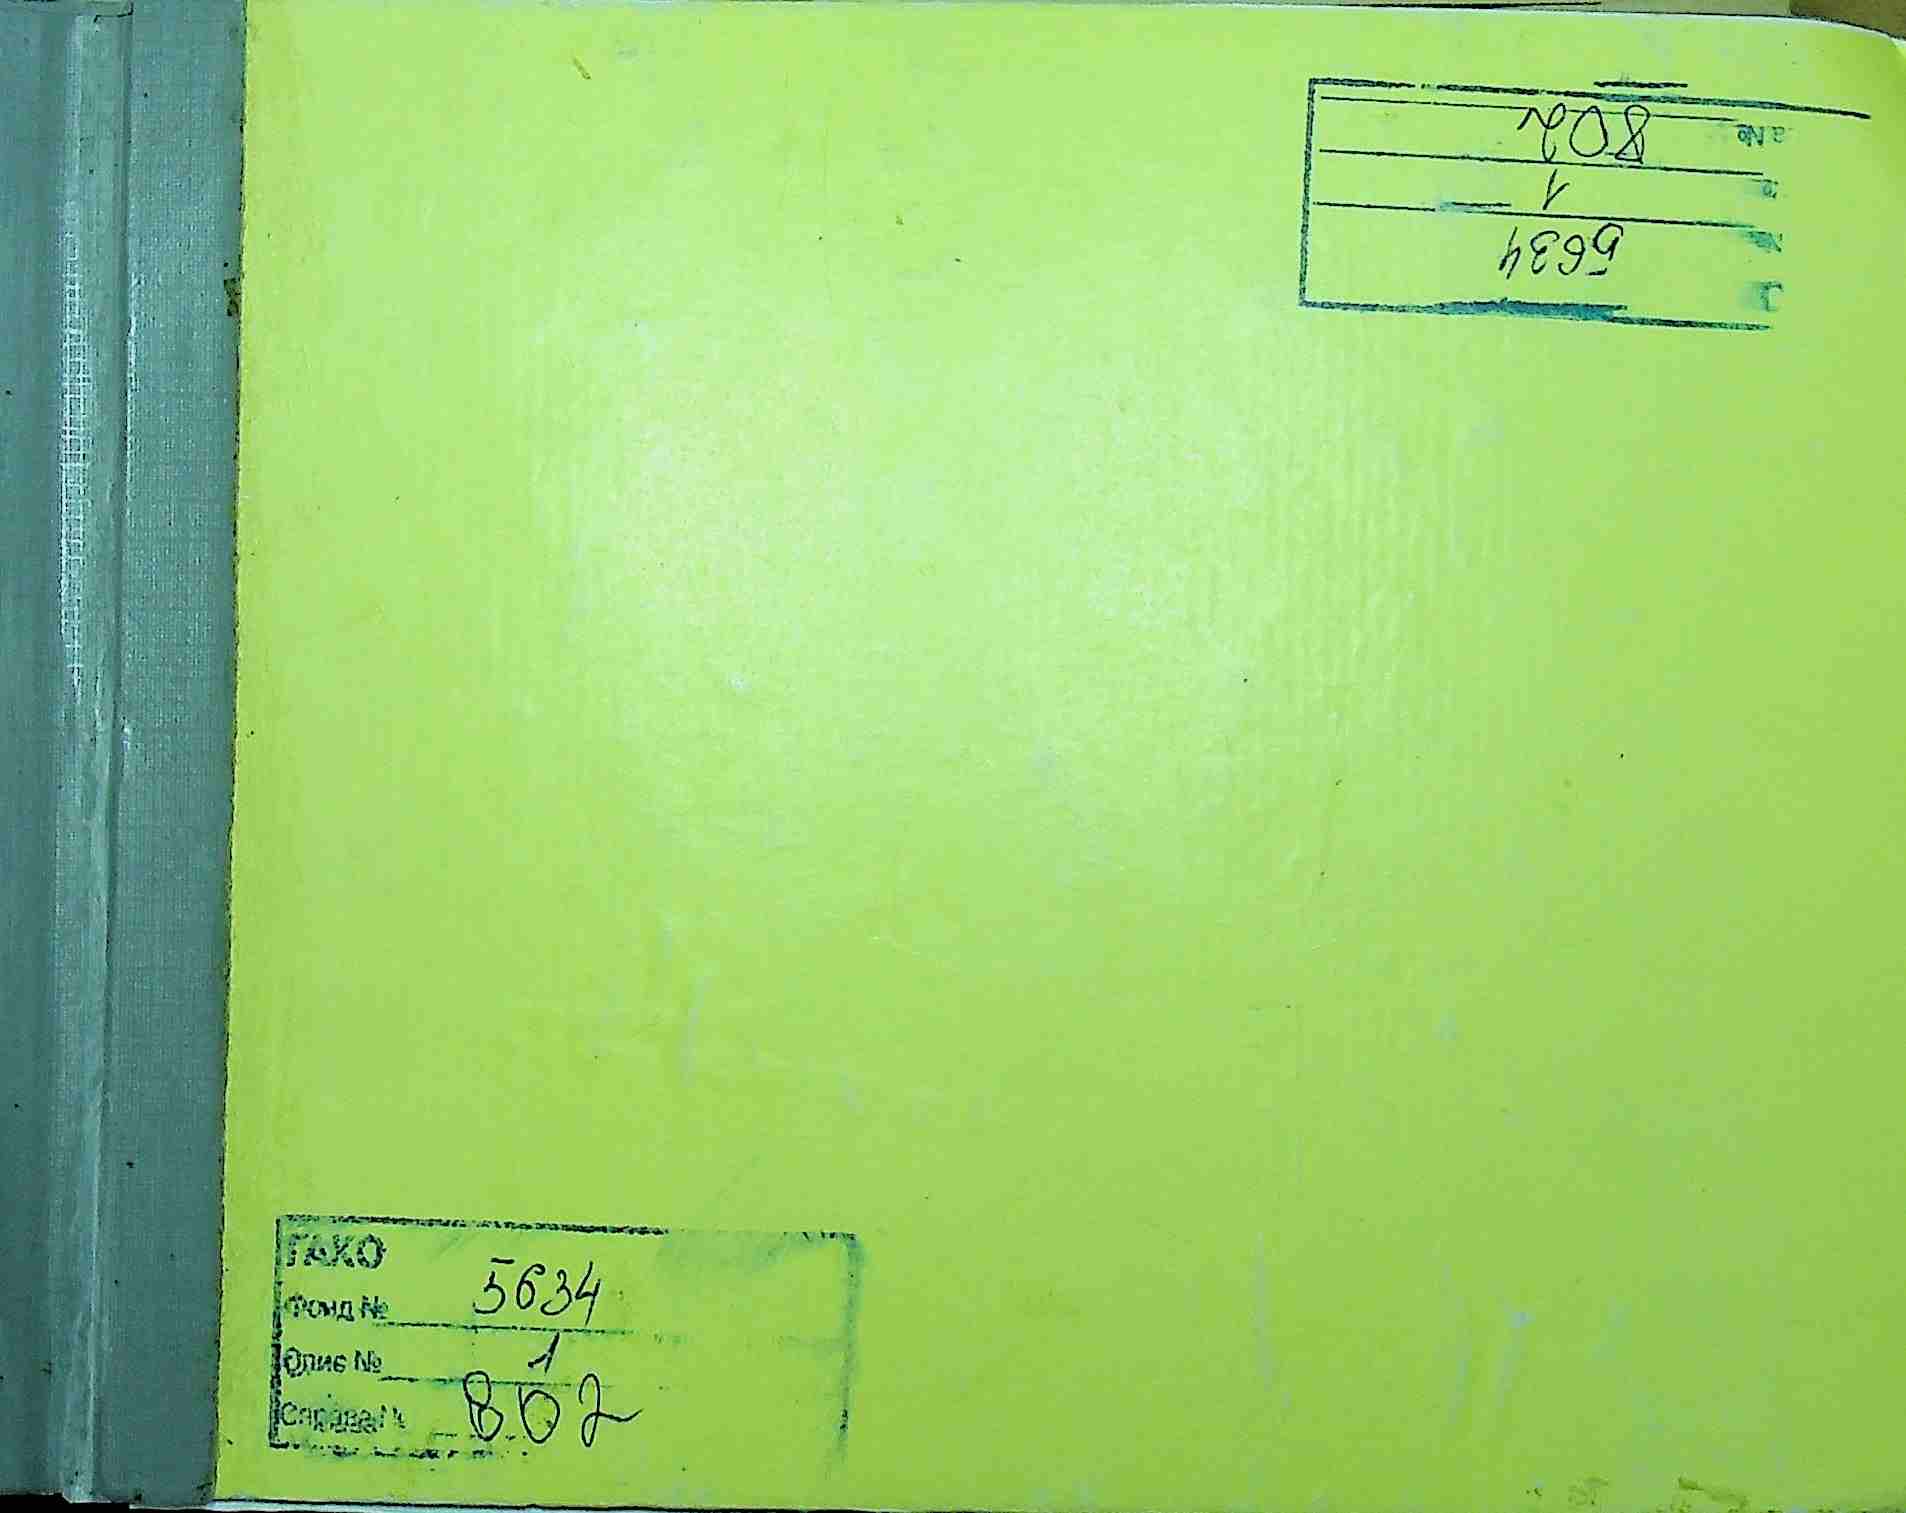 802
1
5634
ГАКО
Фонд № 5634
Опис № 1
Справа № 802